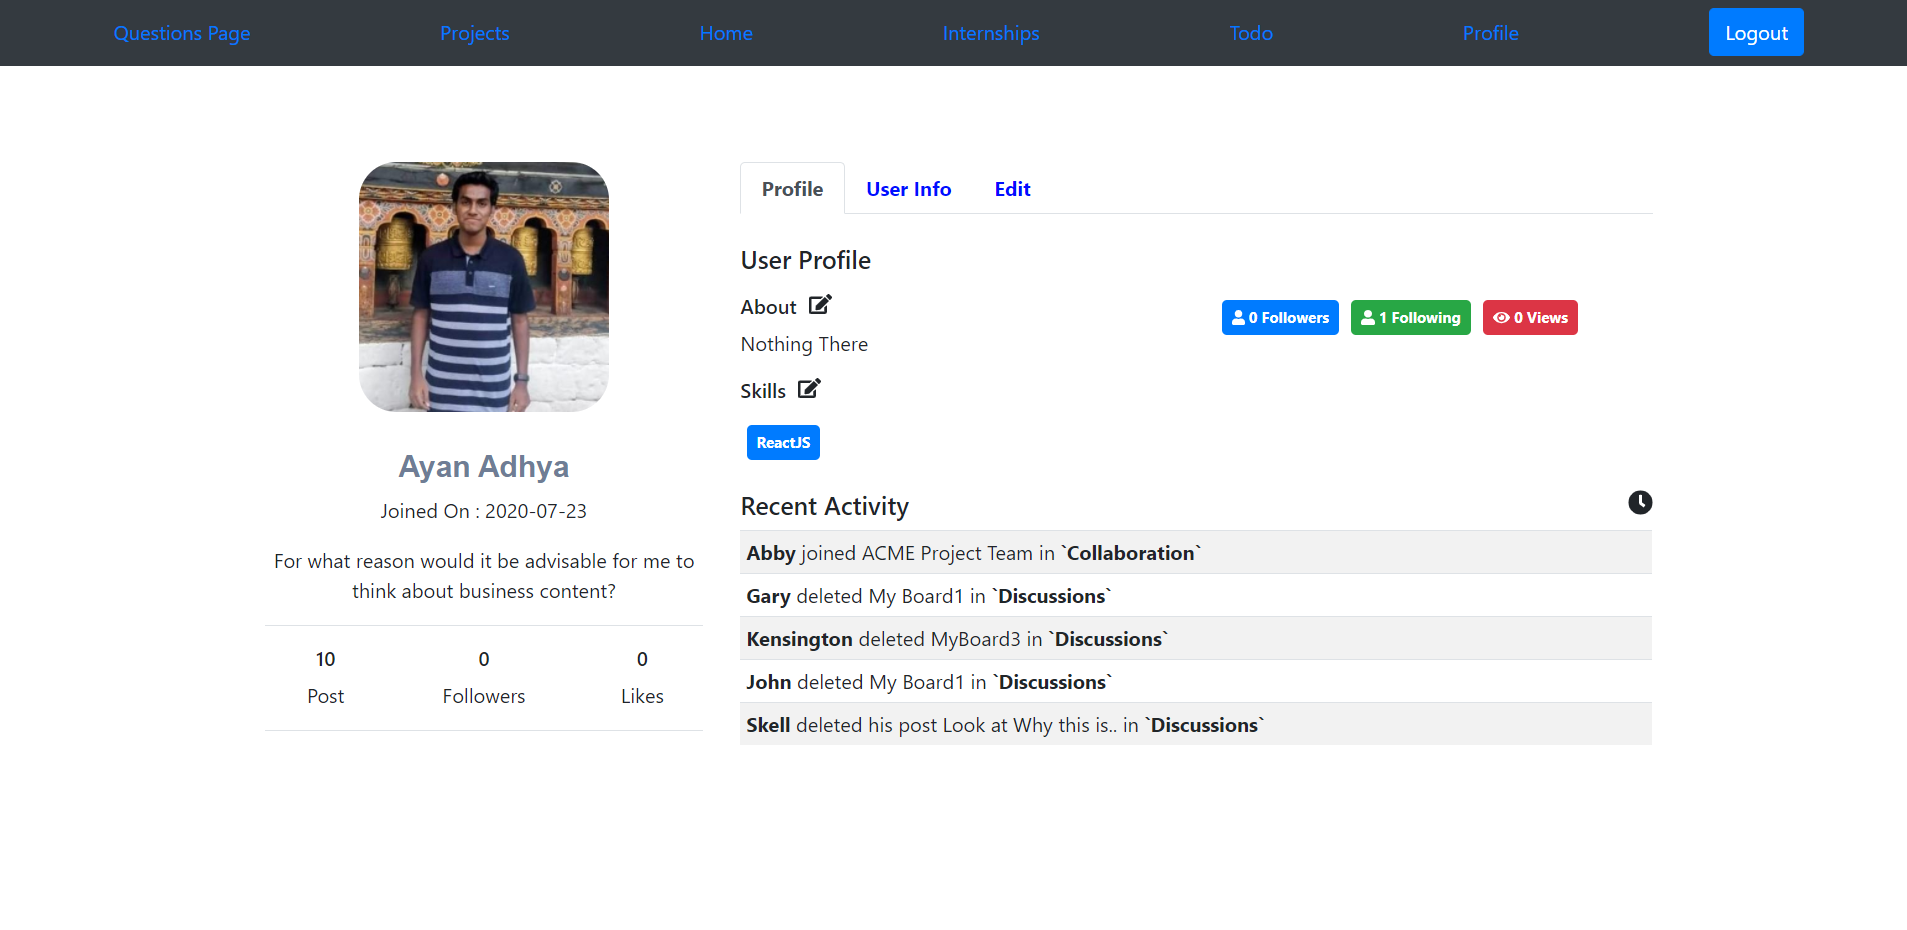 Questions Page Projects Home Internships Todo Profile Logout
Ayan Adhya
Joined On : 2020-07-23
For what reason would it be advisable for me to
think about business content?
10 0 0
Post Followers Likes
Profile User Info Edit
User Profile
About
0 Followers 1 Following 0 Views
Nothing There
Skills
ReactJS
Recent Activity
Abby joined ACME Project Team in `Collaboration`
Gary deleted My Board1 in `Discussions`
Kensington deleted MyBoard3 in `Discussions`
John deleted My Board1 in `Discussions`
Skell deleted his post Look at Why this is.. in `Discussions`